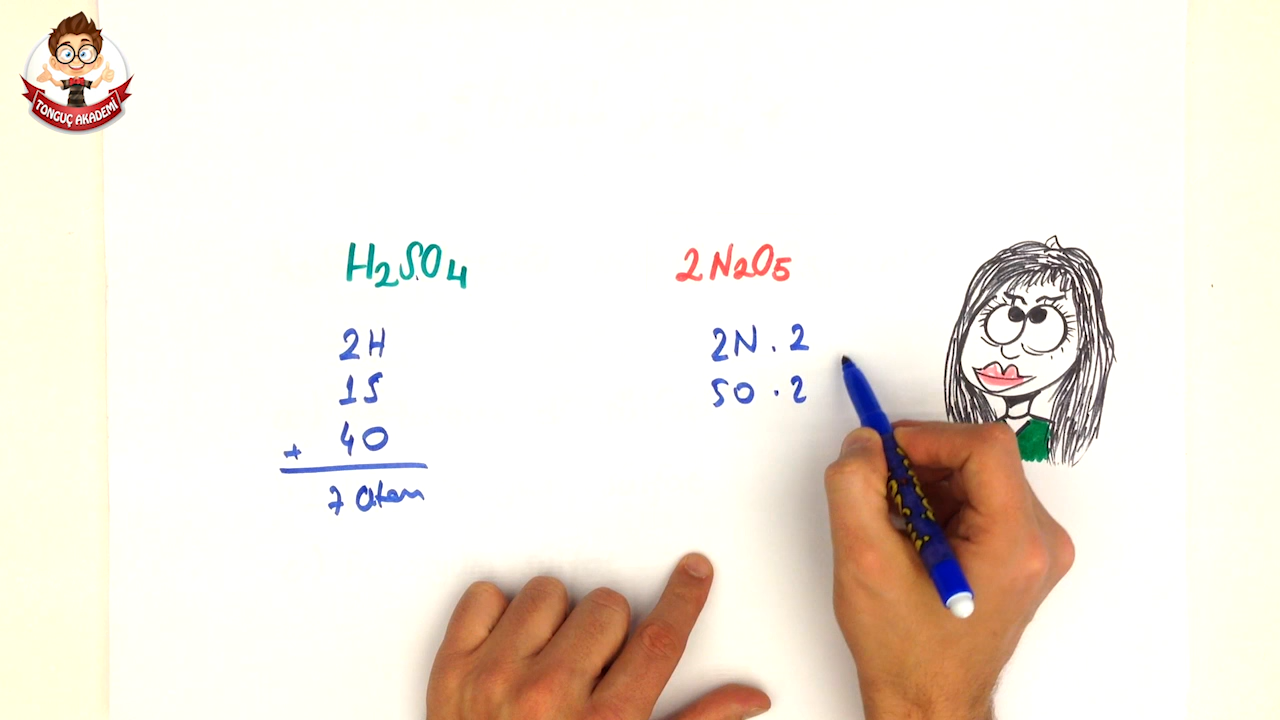 TONGUÇ AKADEMİ
H₂SO₄
2H
1S
+ 4O
7 Atom
2N₂O₅
2N . 2
5O . 2